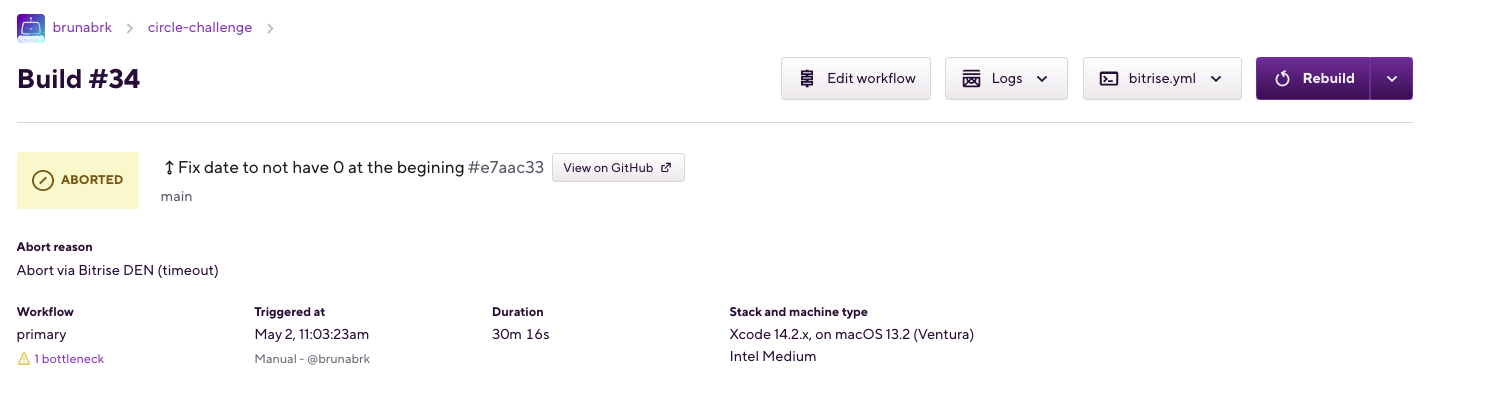 brunabrk > circle-challenge >
Build #34
Edit workflow
Logs
bitrise.yml
Rebuild
ABORTED
Fix date to not have 0 at the begining #e7aac33
View on GitHub
main
Abort reason
Abort via Bitrise DEN (timeout)
Workflow
primary
1 bottleneck
Triggered at
May 2, 11:03:23am
Manual - @brunabrk
Duration
30m 16s
Stack and machine type
Xcode 14.2.x, on macOS 13.2 (Ventura)
Intel Medium